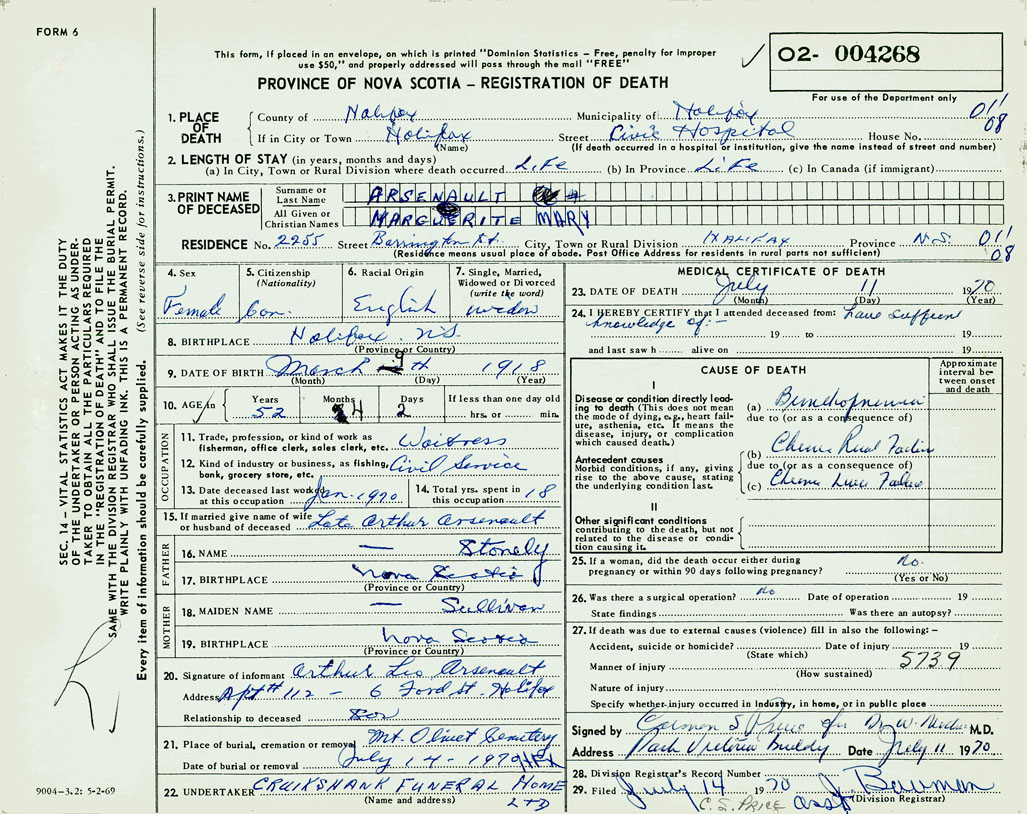 FORM 6
This form, if placed in an envelope, on which is printed "Dominion Statistics – Free, penalty for improper
use $50," and properly addressed will pass through the mail "FREE"
O2- 004268
For use of the Department only
PROVINCE OF NOVA SCOTIA – REGISTRATION OF DEATH
1. PLACE OF DEATH County of Halifax Municipality of Halifax 01'
08
If in City or Town Halifax Street Civic Hospital House No.
(Name) (If death occurred in a hospital or institution, give the name instead of street and number)
2. LENGTH OF STAY (in years, months and days)
(a) In City, Town or Rural Division where death occurred LiFe (b) In Province LiFe (c) In Canada (if immigrant)
3. PRINT NAME OF DECEASED
Surname or Last Name ARSENAULT
All Given or Christian Names MARGUERITE MARY
RESIDENCE No. 2255 Street Barrington St. City, Town or Rural Division HALIFAX Province N.S. 01'
08
(Residence means usual place of abode. Post Office Address for residents in rural parts not sufficient)
4. Sex Female
5. Citizenship (Nationality) Can.
6. Racial Origin English
7. Single, Married, Widowed or Divorced (write the word) widow
8. BIRTHPLACE Halifax N.S.
(Province or Country)
9. DATE OF BIRTH March 9th 1918
(Month) (Day) (Year)
10. AGE in Years 52 Months 4 Days 2 If less than one day old
hrs. or min.
OCCUPATION
11. Trade, profession, or kind of work as
fisherman, office clerk, sales clerk, etc. Waitress
12. Kind of industry or business, as fishing,
bank, grocery store, etc. Civil Service
13. Date deceased last worked
at this occupation Jan. 1970
14. Total yrs. spent in
this occupation 18
15. If married give name of wife
or husband of deceased Late Arthur Arsenault
FATHER
16. NAME — Stonely
17. BIRTHPLACE Nova Scotia
(Province or Country)
MOTHER
18. MAIDEN NAME — Sullivan
19. BIRTHPLACE Nova Scotia
(Province or Country)
20. Signature of informant Arthur Leo Arsenault
Address Apt # 112 – 6 Ford St. Halifax
Relationship to deceased Son
21. Place of burial, cremation or removal Mt. Olivet Cemetery
Date of burial or removal July 14 - 1970 HFX
22. UNDERTAKER CRUIKSHANK FUNERAL HOME
(Name and address) LTD
MEDICAL CERTIFICATE OF DEATH
23. DATE OF DEATH July 11 1970
(Month) (Day) (Year)
24. I HEREBY CERTIFY that I attended deceased from: have sufficient
knowledge of:- 19 to 19
and last saw h alive on 19
CAUSE OF DEATH
Approximate interval between onset and death
I
Disease or condition directly leading
to death (This does not mean
the mode of dying, e.g., heart failure,
asthenia, etc. It means the
disease, injury, or complication
which caused death.)
(a) Bronchopneumonia
due to (or as a consequence of)
Antecedent causes
Morbid conditions, if any, giving
rise to the above cause, stating
the underlying condition last.
(b) Chronic Renal Failure
due to (or as a consequence of)
(c) Chronic Liver Failure
II
Other significant conditions
contributing to the death, but not
related to the disease or condition
causing it.
25. If a woman, did the death occur either during
pregnancy or within 90 days following pregnancy? No.
(Yes or No)
26. Was there a surgical operation? No Date of operation 19
State findings Was there an autopsy?
27. If death was due to external causes (violence) fill in also the following: –
Accident, suicide or homicide? Date of injury 19
(State which) 5739
Manner of injury
(How sustained)
Nature of injury
Specify whether injury occurred in industry, in home, or in public place
Signed by S. Price for Dr. W. M.D.
Address Victoria Date July 11 1970
28. Division Registrar's Record Number
29. Filed July 14 1970 J. Bauman
C. S. PRICE asst (Division Registrar)
SEC. 14 – VITAL STATISTICS ACT MAKES IT THE DUTY
OF THE UNDERTAKER OR PERSON ACTING AS UNDER-
TAKER TO OBTAIN ALL THE PARTICULARS REQUIRED
IN THE "REGISTRATION OF DEATH" AND TO FILE THE
SAME WITH THE DIVISION REGISTRAR WHO SHALL ISSUE THE BURIAL PERMIT.
WRITE PLAINLY WITH UNFADING INK. THIS IS A PERMANENT RECORD.
Every item of information should be carefully supplied. (See reverse side for instructions.)
9004-3.2: 5-2-69